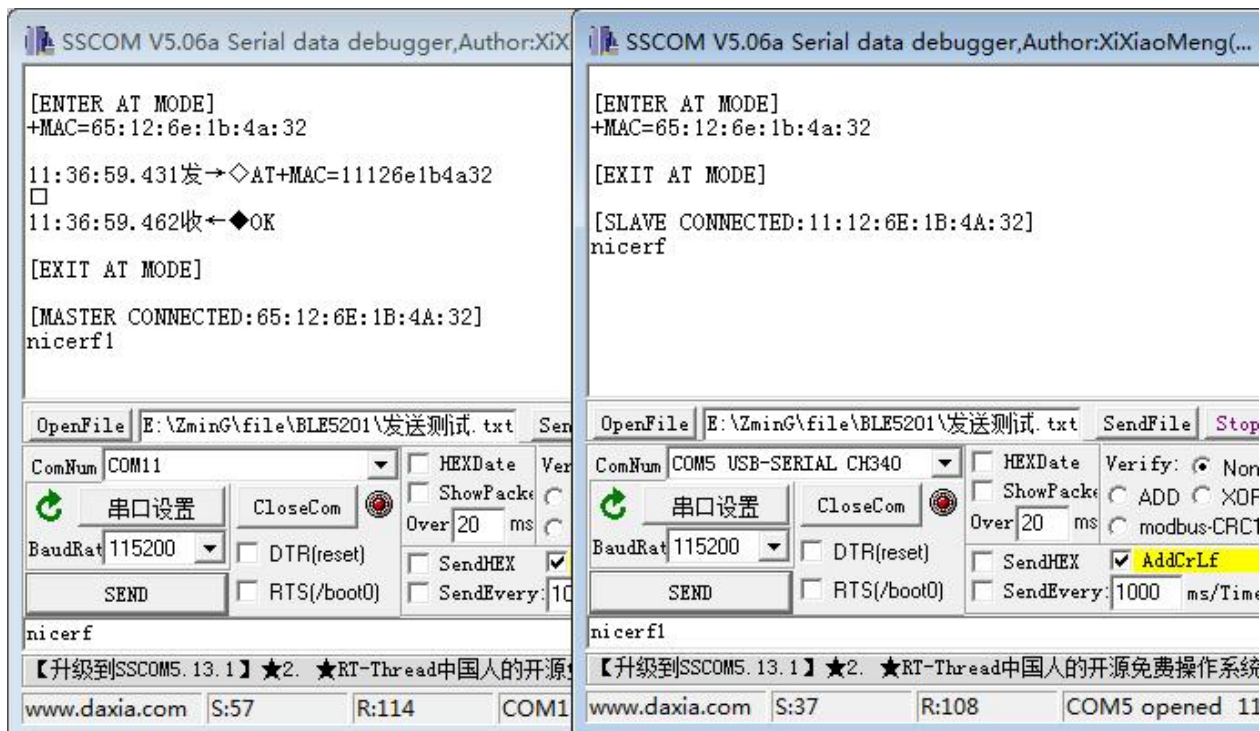 SSCOM V5.06a Serial data debugger,Author:XiX
[ENTER AT MODE]
+MAC=65:12:6e:1b:4a:32
11:36:59.431发→◇AT+MAC=11126e1b4a32
□
11:36:59.462收←◆OK
[EXIT AT MODE]
[MASTER CONNECTED:65:12:6E:1B:4A:32]
nicerf1
OpenFile E:\ZminG\file\BLE5201\发送测试.txt Sen
ComNum COM11 HEXDate Ver
串口设置 CloseCom ShowPacke
Over 20 ms
BaudRat 115200 DTR(reset) SendHEX
SEND RTS(/boot0) SendEvery: 10
nicerf
【升级到SSCOM5.13.1】★2. ★RT-Thread中国人的开源
www.daxia.com S:57 R:114 COM1
SSCOM V5.06a Serial data debugger,Author:XiXiaoMeng(...
[ENTER AT MODE]
+MAC=65:12:6e:1b:4a:32
[EXIT AT MODE]
[SLAVE CONNECTED:11:12:6E:1B:4A:32]
nicerf
OpenFile E:\ZminG\file\BLE5201\发送测试.txt SendFile Stop
ComNum COM5 USB-SERIAL CH340 HEXDate Verify: Non
串口设置 CloseCom ShowPacke ADD XOR
Over 20 ms modbus-CRC1
BaudRat 115200 DTR(reset) SendHEX AddCrLf
SEND RTS(/boot0) SendEvery: 1000 ms/Time
nicerf1
【升级到SSCOM5.13.1】★2. ★RT-Thread中国人的开源免费操作系统
www.daxia.com S:37 R:108 COM5 opened 11